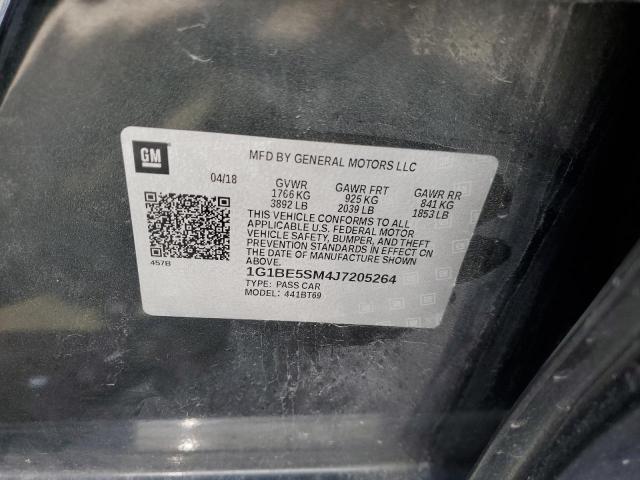 GM
MFD BY GENERAL MOTORS LLC
04/18 GVWR GAWR FRT GAWR RR
1766 KG 925 KG 841 KG
3892 LB 2039 LB 1853 LB
THIS VEHICLE CONFORMS TO ALL
APPLICABLE U.S. FEDERAL MOTOR
VEHICLE SAFETY, BUMPER, AND THEFT
PREVENTION STANDARDS IN EFFECT ON
THE DATE OF MANUFACTURE SHOWN
ABOVE.
457B
1G1BE5SM4J7205264
TYPE: PASS CAR
MODEL: 441BT69